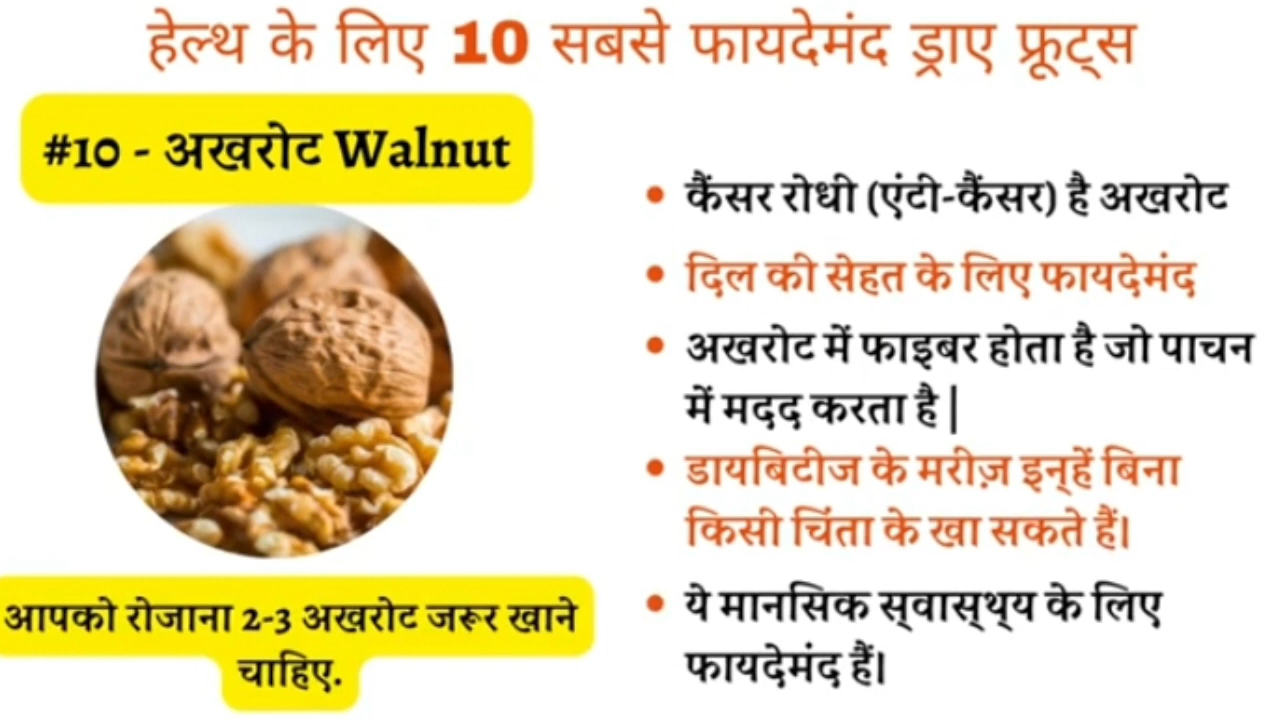 हेल्थ के लिए 10 सबसे फायदेमंद ड्राए फ्रूट्स
#10 - अखरोट Walnut
कैंसर रोधी (एंटी-कैंसर) है अखरोट
दिल की सेहत के लिए फायदेमंद
अखरोट में फाइबर होता है जो पाचन
में मदद करता है |
डायबिटीज के मरीज़ इन्हें बिना
किसी चिंता के खा सकते हैं।
ये मानसिक स्वास्थ्य के लिए
फायदेमंद हैं।
आपको रोजाना 2-3 अखरोट जरूर खाने
चाहिए.